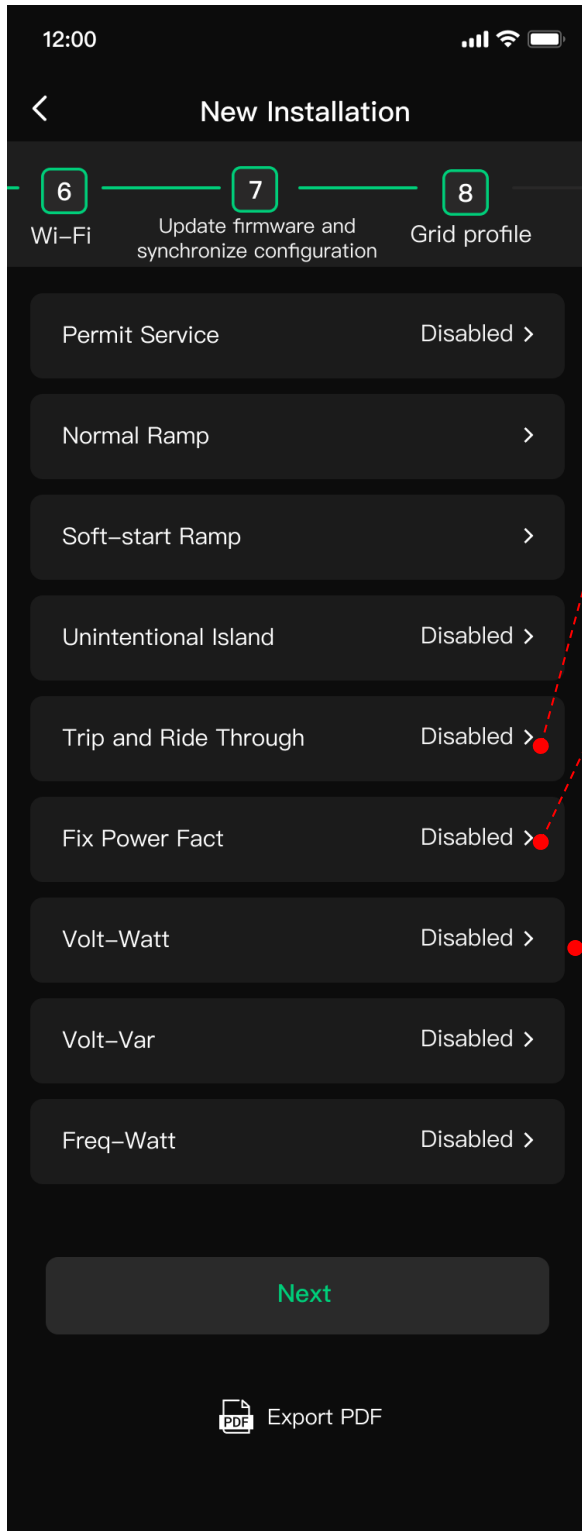 12:00
New Installation
6
7
8
Wi-Fi
Update firmware and
synchronize configuration
Grid profile
Permit Service Disabled
Normal Ramp
Soft-start Ramp
Unintentional Island Disabled
Trip and Ride Through Disabled
Fix Power Fact Disabled
Volt-Watt Disabled
Volt-Var Disabled
Freq-Watt Disabled
Next
PDF Export PDF